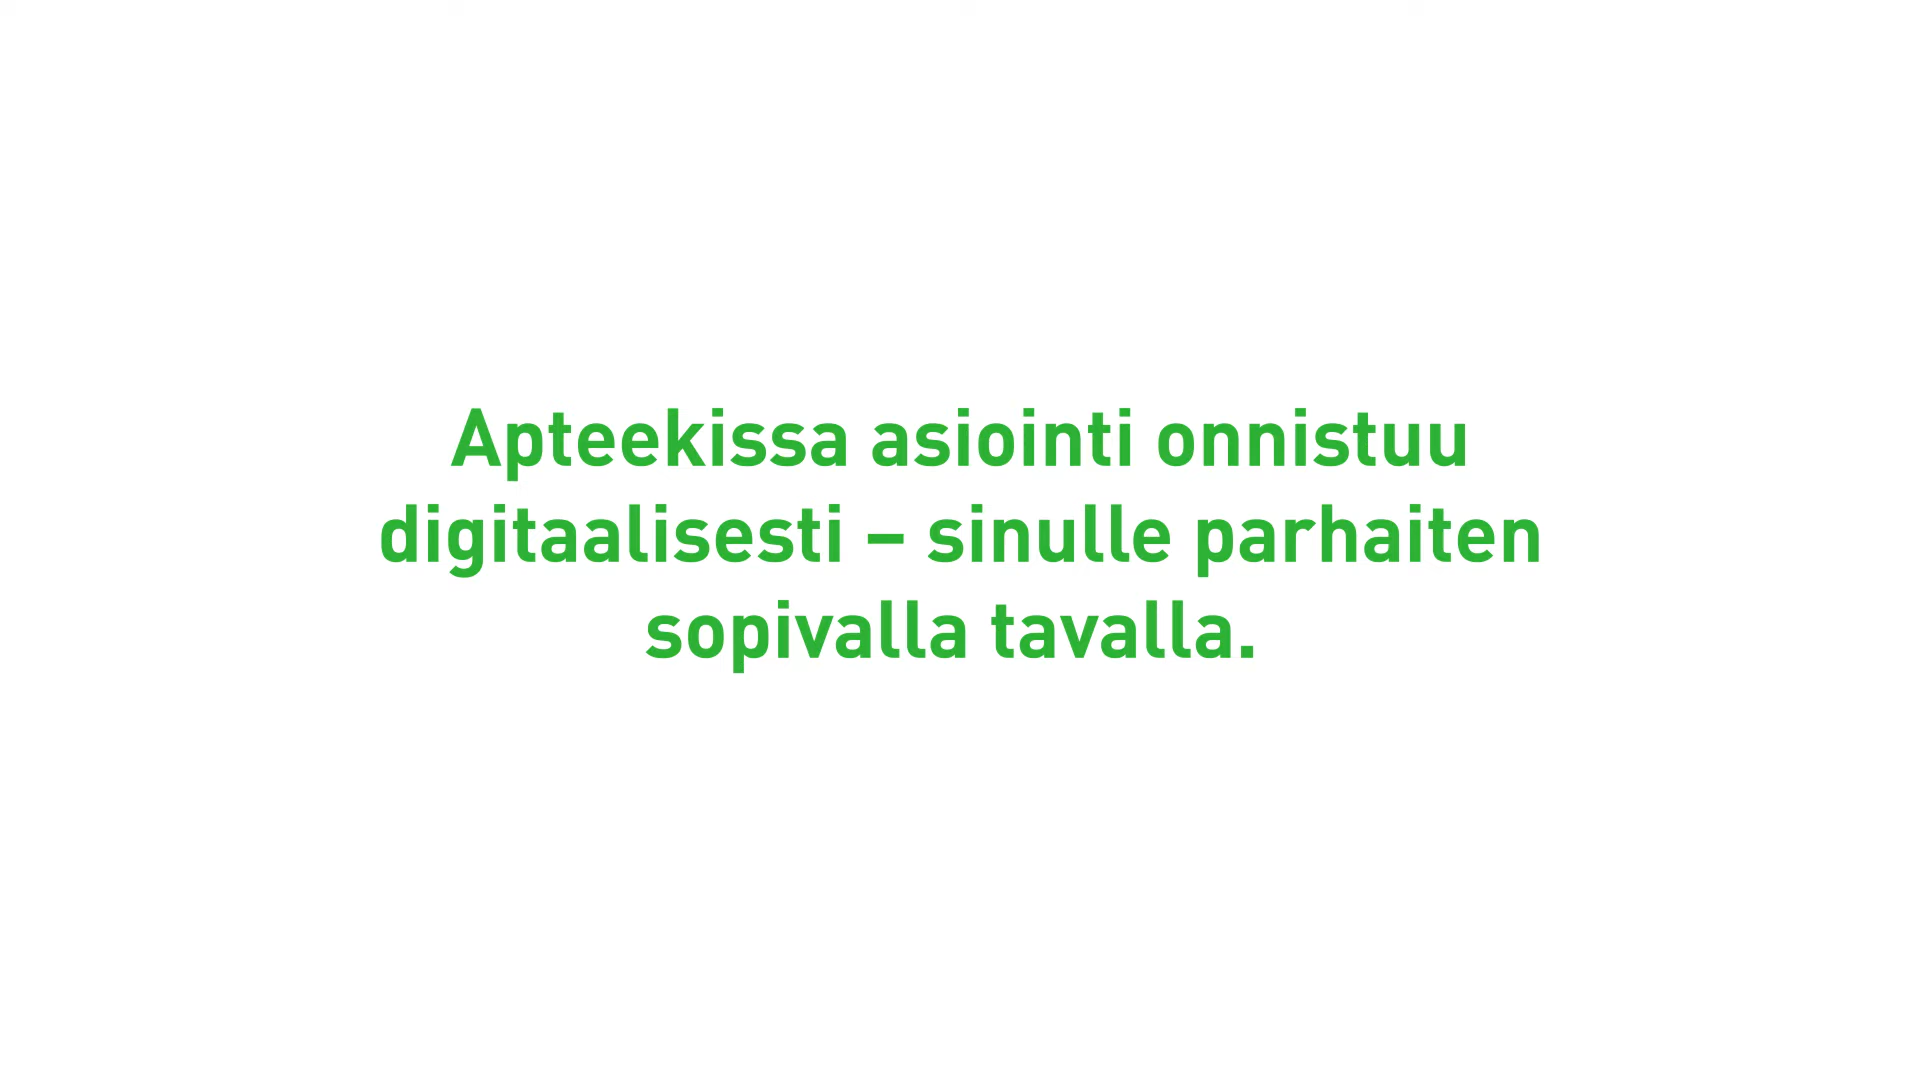 Apteekissa asiointi onnistuu
digitaalisesti – sinulle parhaiten
sopivalla tavalla.